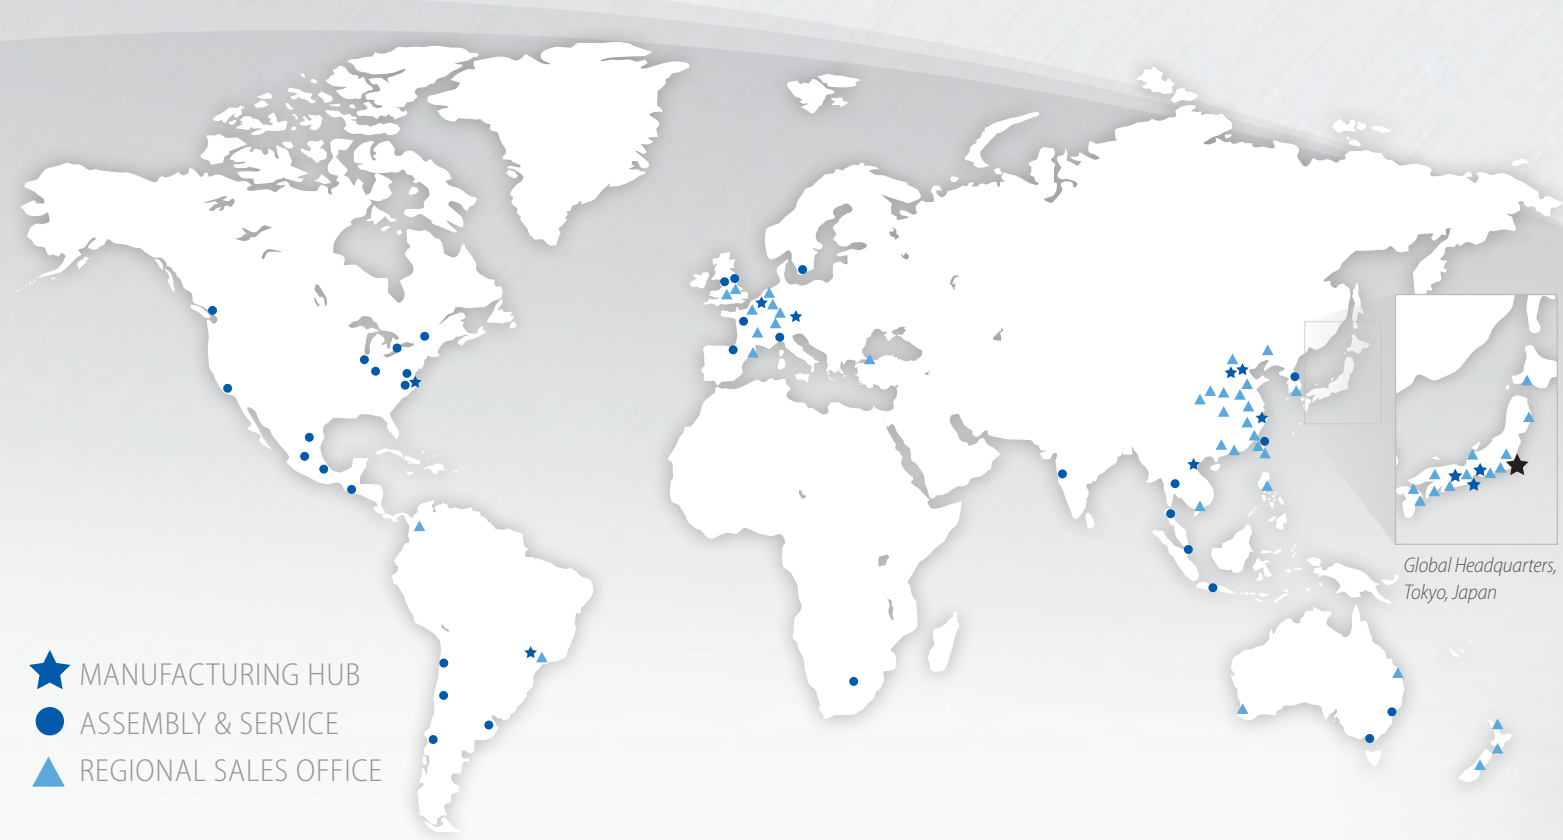 MANUFACTURING HUB
ASSEMBLY & SERVICE
REGIONAL SALES OFFICE
Global Headquarters,
Tokyo, Japan